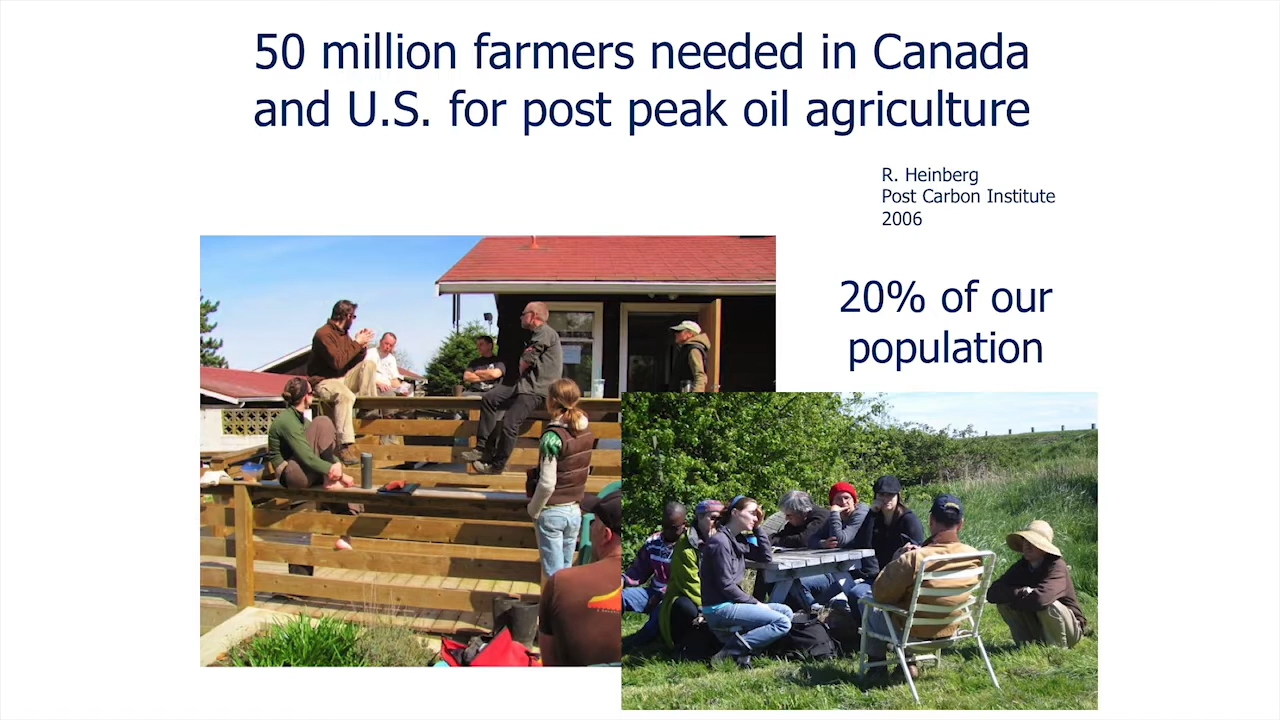 50 million farmers needed in Canada
and U.S. for post peak oil agriculture
R. Heinberg
Post Carbon Institute
2006
20% of our
population